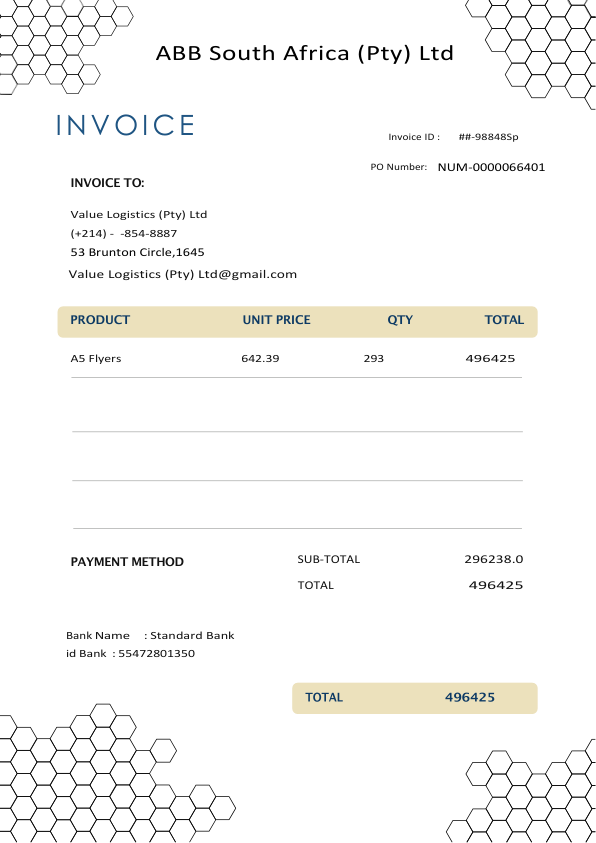 ABB South Africa (Pty) Ltd
INVOICE
Invoice ID : ##-98848Sp
PO Number: NUM-0000066401
INVOICE TO:
Value Logistics (Pty) Ltd
(+214) - -854-8887
53 Brunton Circle,1645
Value Logistics (Pty) Ltd@gmail.com
PRODUCT UNIT PRICE QTY TOTAL
A5 Flyers 642.39 293 496425
PAYMENT METHOD SUB-TOTAL 296238.0
TOTAL 496425
Bank Name : Standard Bank
id Bank : 55472801350
TOTAL 496425